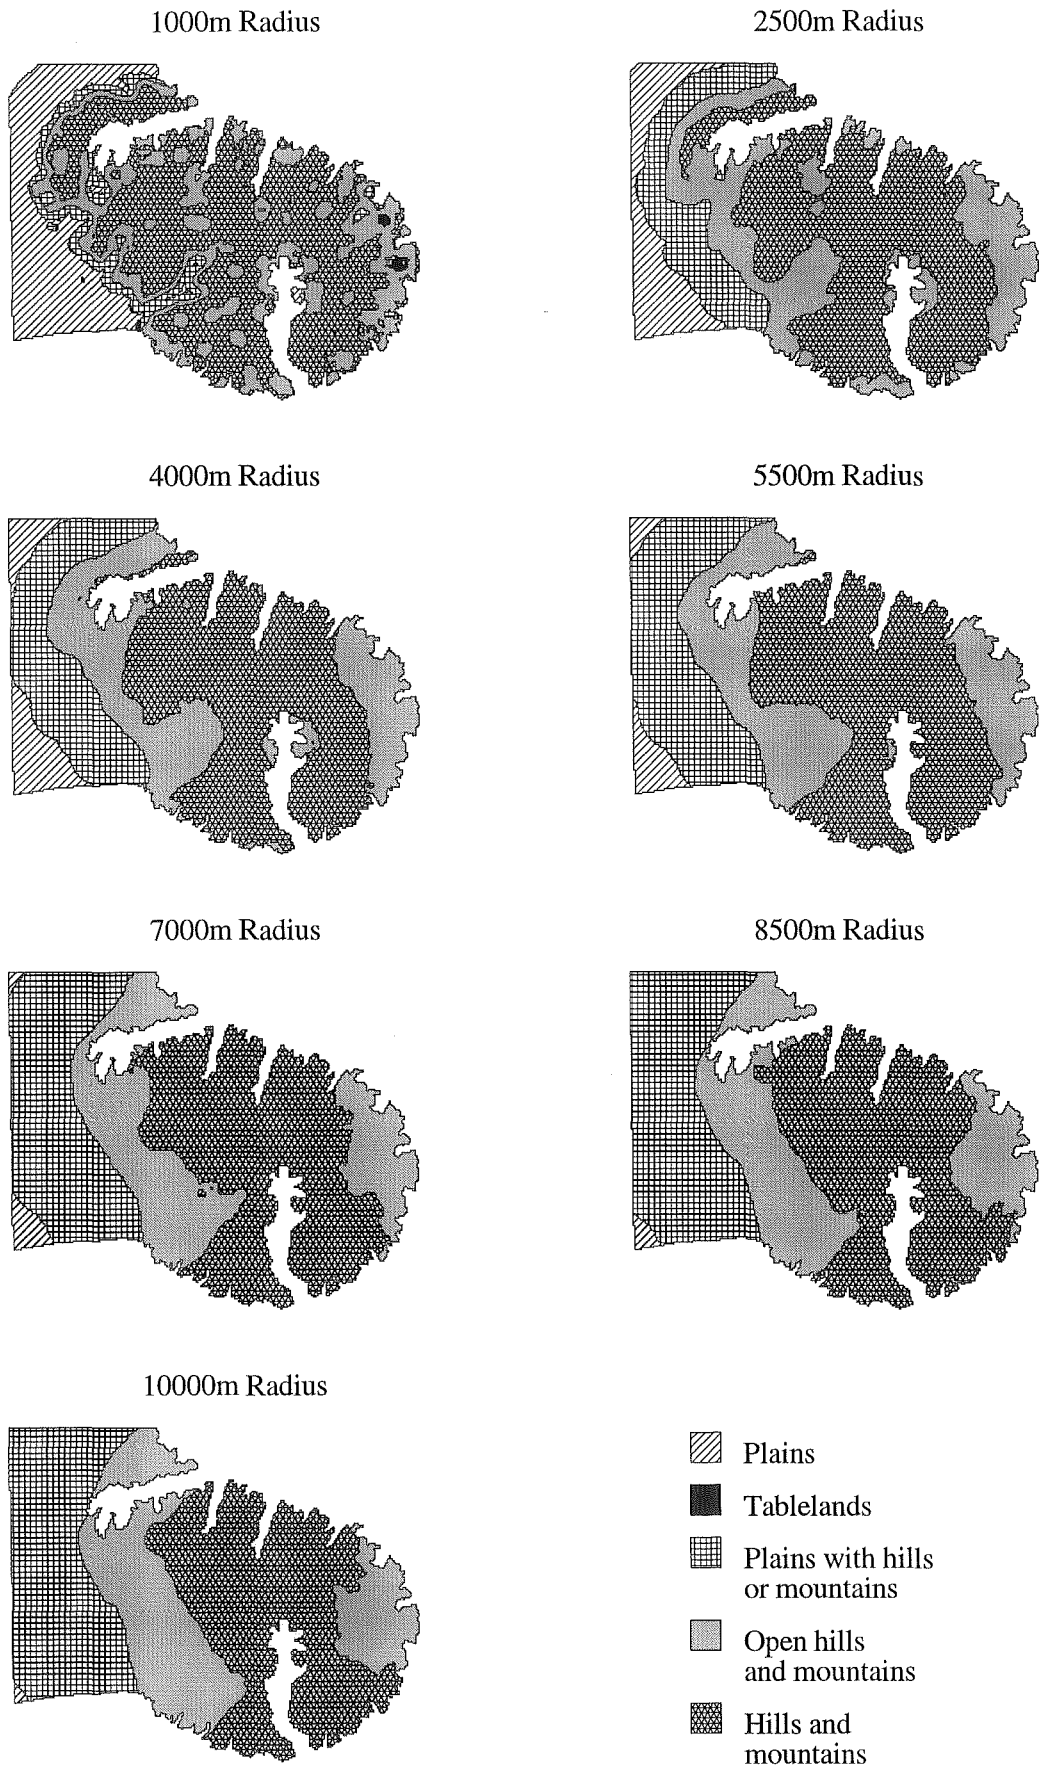 1000m Radius
2500m Radius
4000m Radius
5500m Radius
7000m Radius
8500m Radius
10000m Radius
Plains
Tablelands
Plains with hills
or mountains
Open hills
and mountains
Hills and
mountains